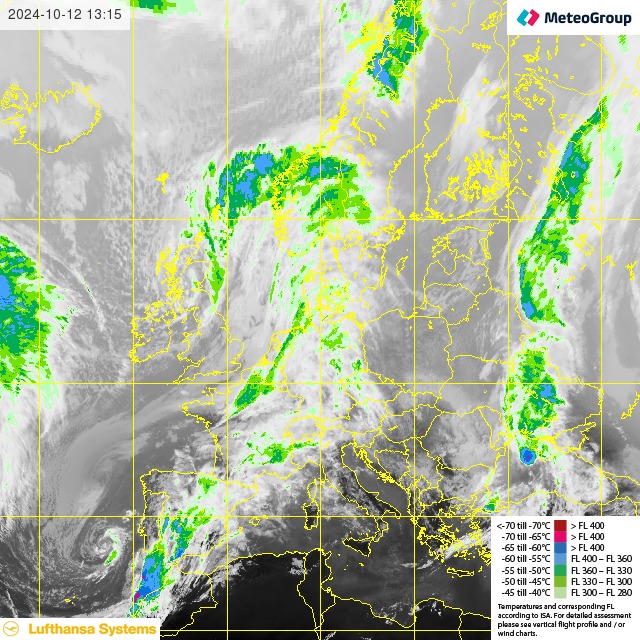 2024-10-12 13:15
MeteoGroup
<-70 till -70°C > FL 400
-70 till -65°C > FL 400
-65 till -60°C > FL 400
-60 till -55°C FL 400 – FL 360
-55 till -50°C FL 360 – FL 330
-50 till -45°C FL 330 – FL 300
-45 till -40°C FL 300 – FL 280
Temperatures and corresponding FL
according to ISA. For detailed assessment
please see vertical flight profile and / or
wind charts.
Lufthansa Systems